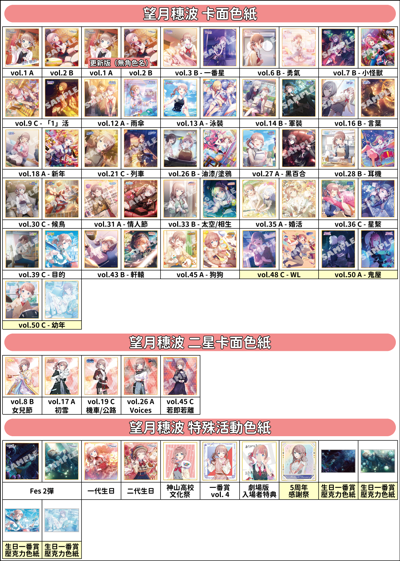 望月穗波 卡面色紙
更新版（無角色名）
vol.1 A vol.2 B vol.1 A vol.2 B vol.3 B - 一番星 vol.6 B - 勇氣 vol.7 B - 小怪獸
vol.9 C - 「1」活 vol.12 A - 雨傘 vol.13 A - 泳裝 vol.14 B - 軍裝 vol.16 B - 言葉
vol.18 A - 新年 vol.21 C - 列車 vol.26 B - 油漆/塗鴉 vol.27 A - 黑百合 vol.28 B - 耳機
vol.30 C - 候鳥 vol.31 A - 情人節 vol.33 B - 太空/相生 vol.35 A - 婚活 vol.36 C - 星繫
vol.39 C - 目的 vol.43 B - 軒轅 vol.45 A - 狗狗 vol.48 C - WL vol.50 A - 鬼屋
vol.50 C - 幼年
望月穗波 二星卡面色紙
vol.8 B vol.17 A vol.19 C vol.26 A vol.45 C
女兒節 初雪 機車/公路 Voices 若即若離
望月穗波 特殊活動色紙
Fes 2彈 一代生日 二代生日 神山高校 一番賞 劇場版 5周年 生日一番賞 生日一番賞
文化祭 vol. 4 入場者特典 感謝祭 壓克力色紙 壓克力色紙
生日一番賞 生日一番賞
壓克力色紙 壓克力色紙